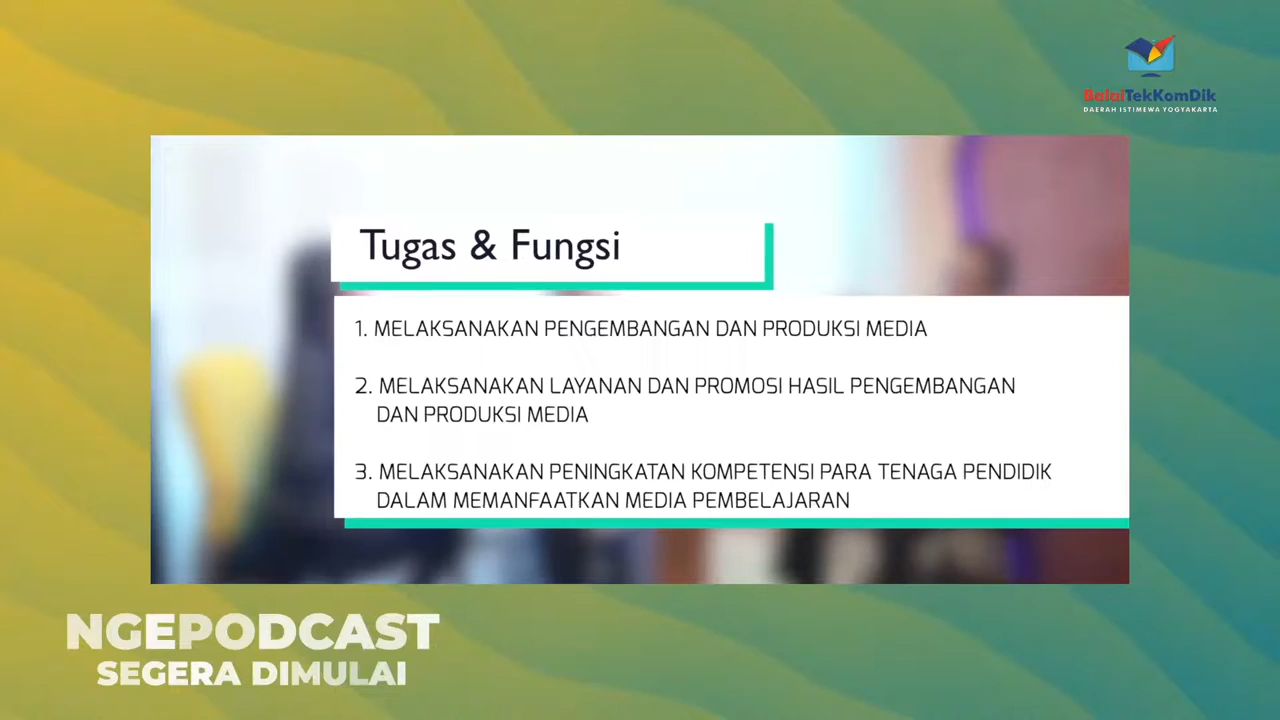 BalaiTekKomDik
DAERAH ISTIMEWA YOGYAKARTA
Tugas & Fungsi
1. MELAKSANAKAN PENGEMBANGAN DAN PRODUKSI MEDIA
2. MELAKSANAKAN LAYANAN DAN PROMOSI HASIL PENGEMBANGAN
DAN PRODUKSI MEDIA
3. MELAKSANAKAN PENINGKATAN KOMPETENSI PARA TENAGA PENDIDIK
DALAM MEMANFAATKAN MEDIA PEMBELAJARAN
NGEPODCAST
SEGERA DIMULAI